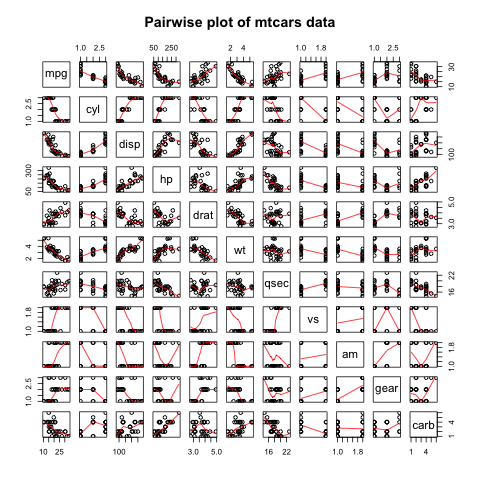 Pairwise plot of mtcars data
1.0 2.5 50 250 2 4 1.0 1.8 1.0 2.5
mpg 10 30
1.0 2.5 cyl
disp 100
50 300 hp
drat 3.0 5.0
2 4 wt
qsec 16 22
1.0 1.8 vs
am 1.0 1.8
1.0 2.5 gear
carb 1 4
10 25 100 3.0 5.0 16 22 1.0 1.8 1 4